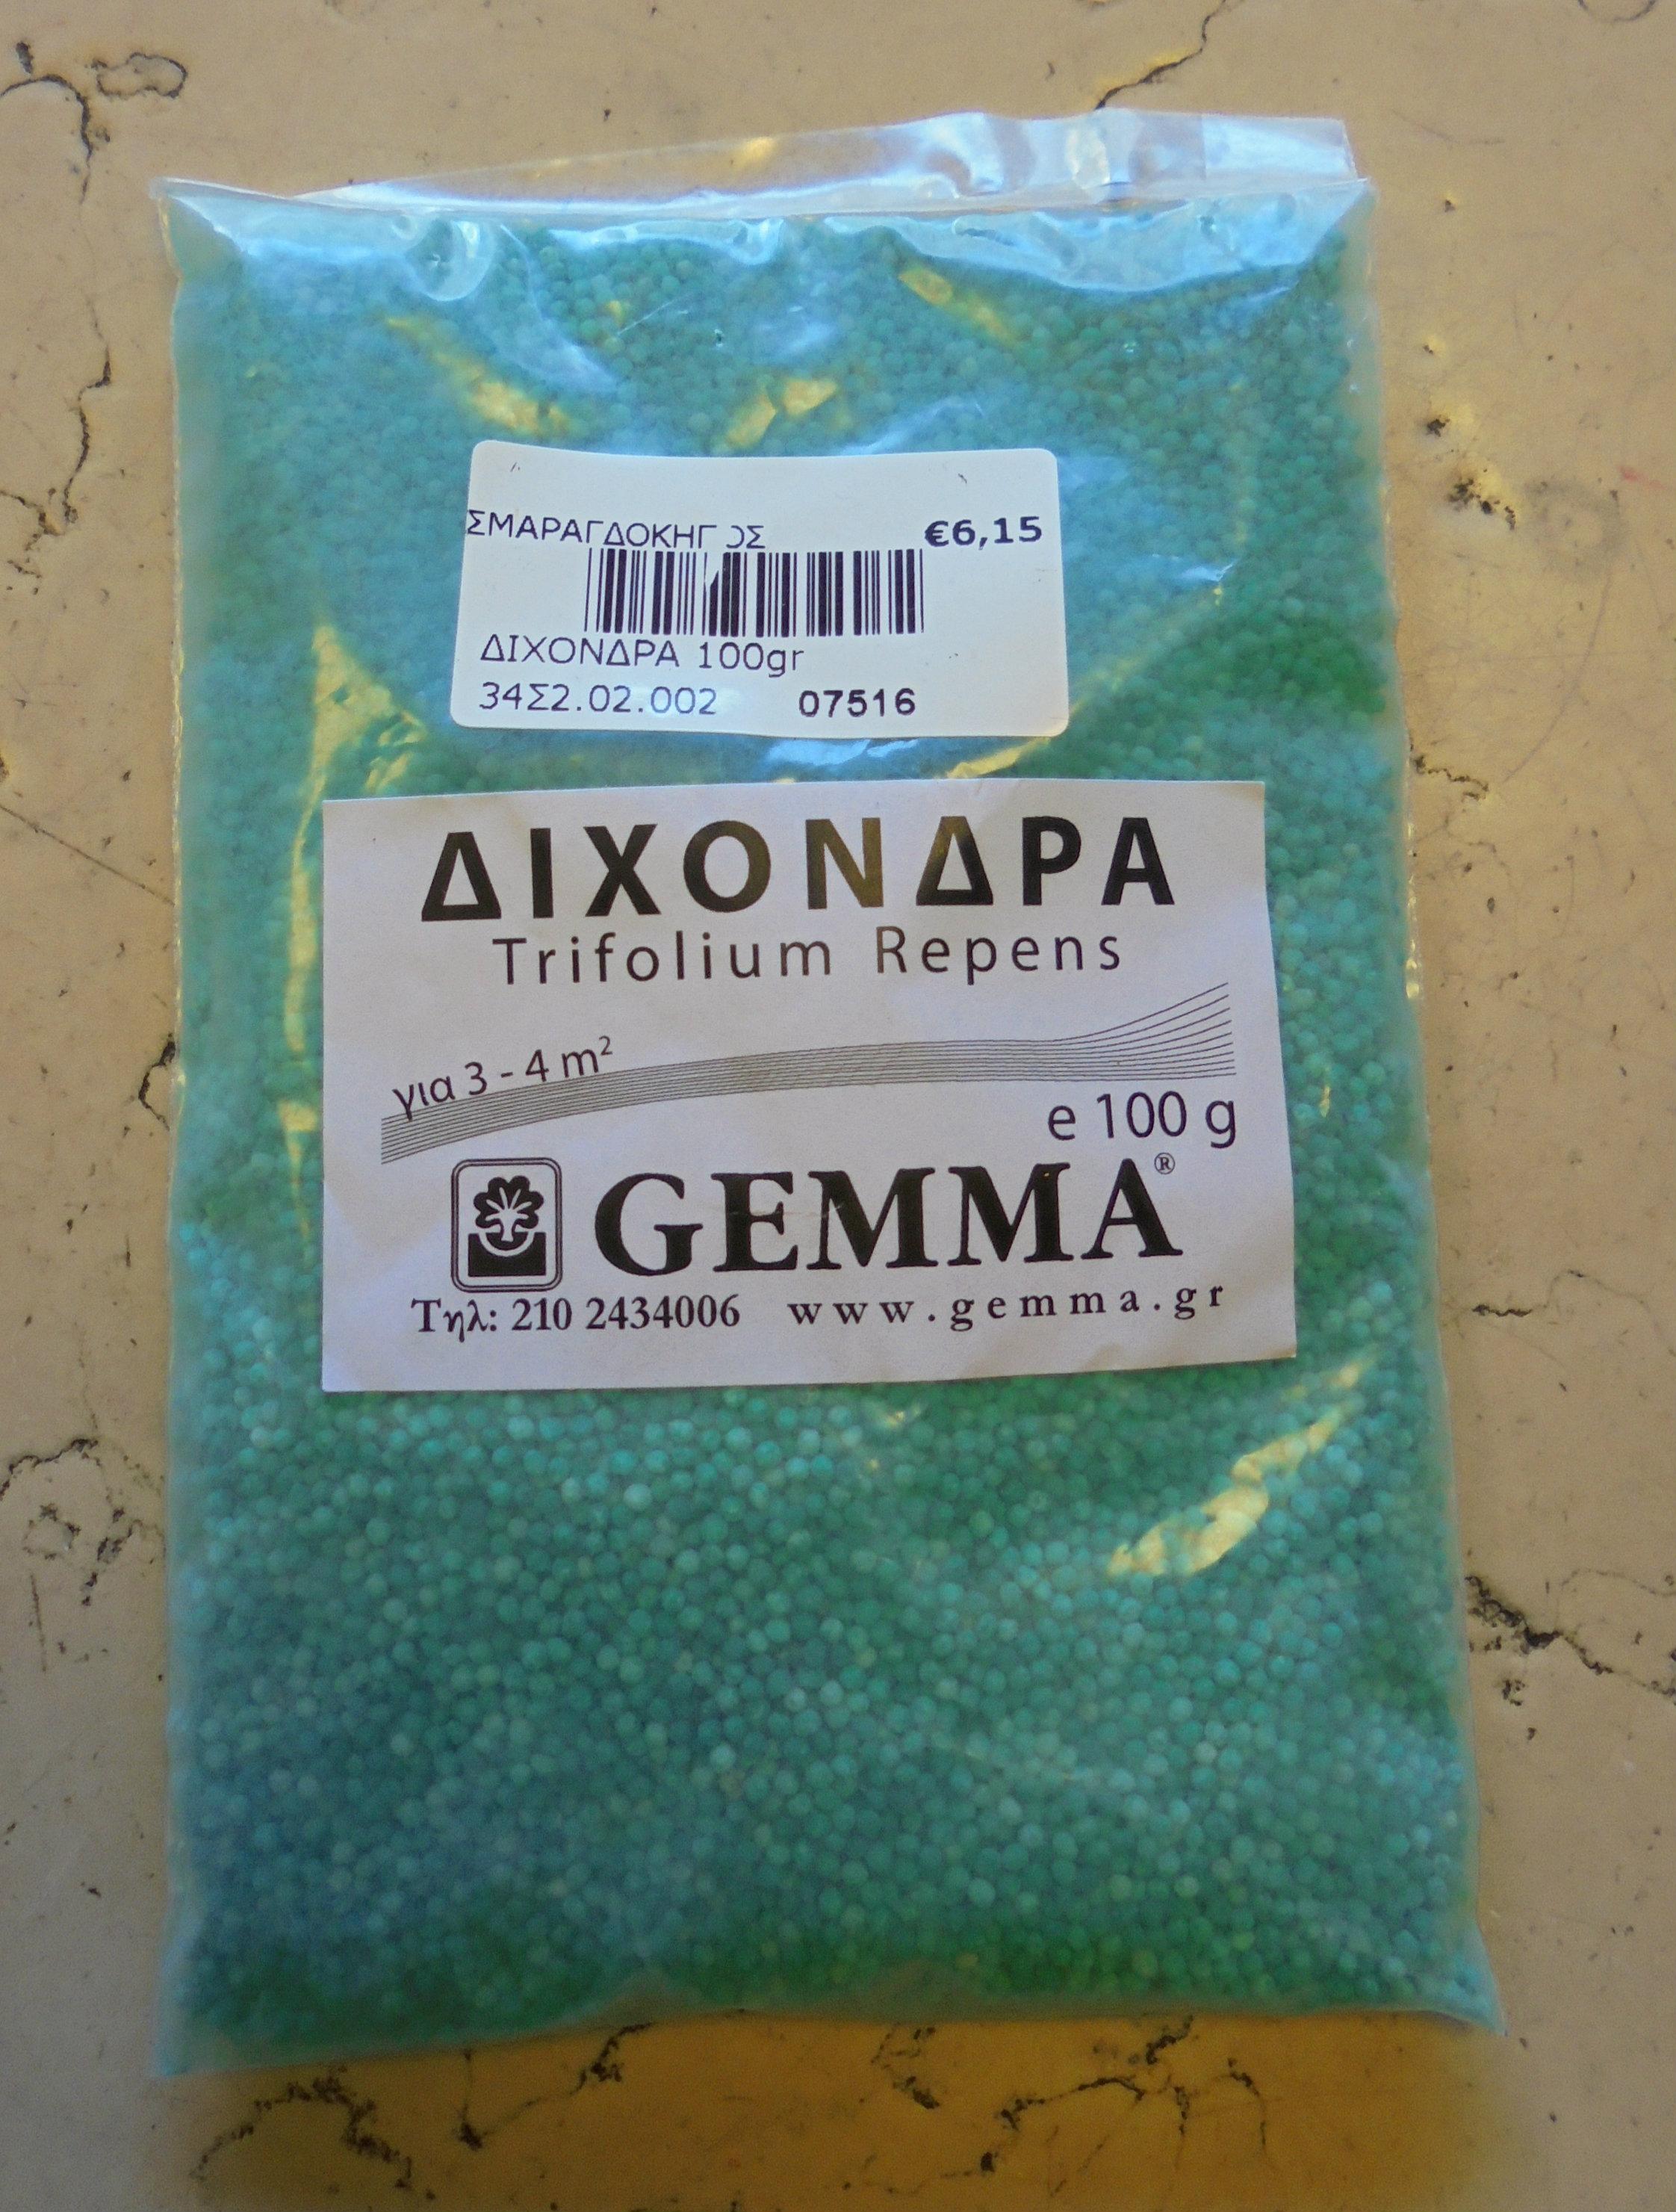 €6,15
ΔΙΧΟΝΔΡΑ 100gr
34Σ2.02.002 07516
ΔΙΧΟΝΔΡΑ
Trifolium Repens
για 3 - 4 m²
e 100 g
GEMMA®
Τηλ: 210 2434006 www.gemma.gr